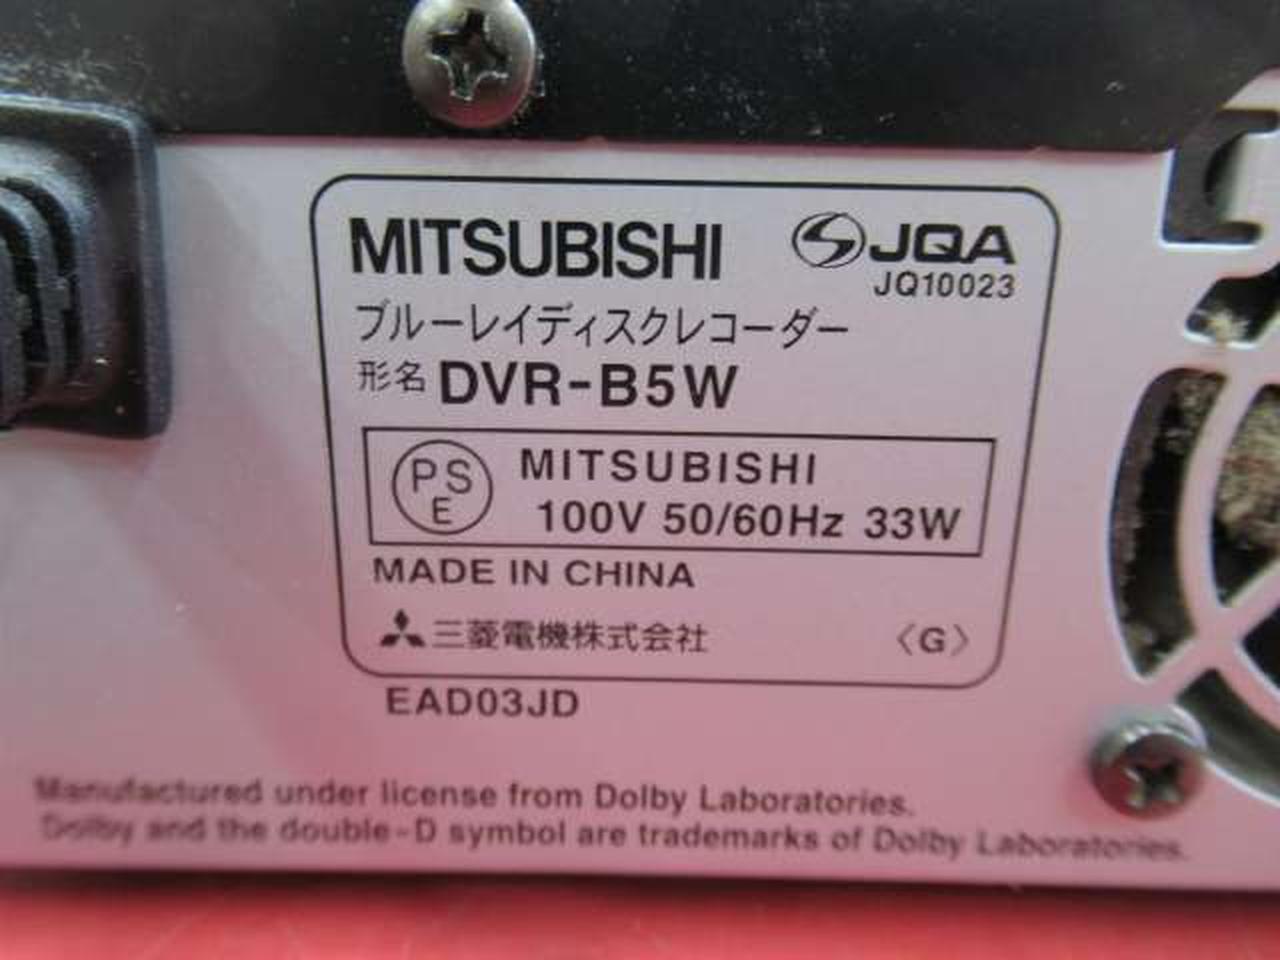 MITSUBISHI JQA
JQ10023
ブルーレイディスクレコーダー
形名 DVR-B5W
PSE MITSUBISHI
100V 50/60Hz 33W
MADE IN CHINA
三菱電機株式会社 〈G〉
EAD03JD
Manufactured under license from Dolby Laboratories.
Dolby and the double-D symbol are trademarks of Dolby Laboratories.